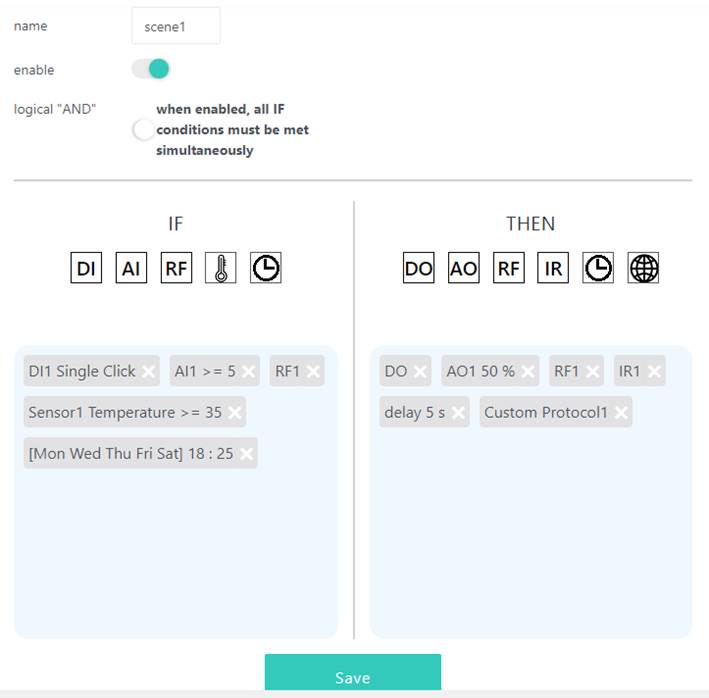 name
scene1
enable
logical "AND"
when enabled, all IF
conditions must be met
simultaneously
IF
DI AI RF
DI1 Single Click AI1 >= 5 RF1
Sensor1 Temperature >= 35
[Mon Wed Thu Fri Sat] 18 : 25
THEN
DO AO RF IR
DO AO1 50 % RF1 IR1
delay 5 s Custom Protocol1
Save